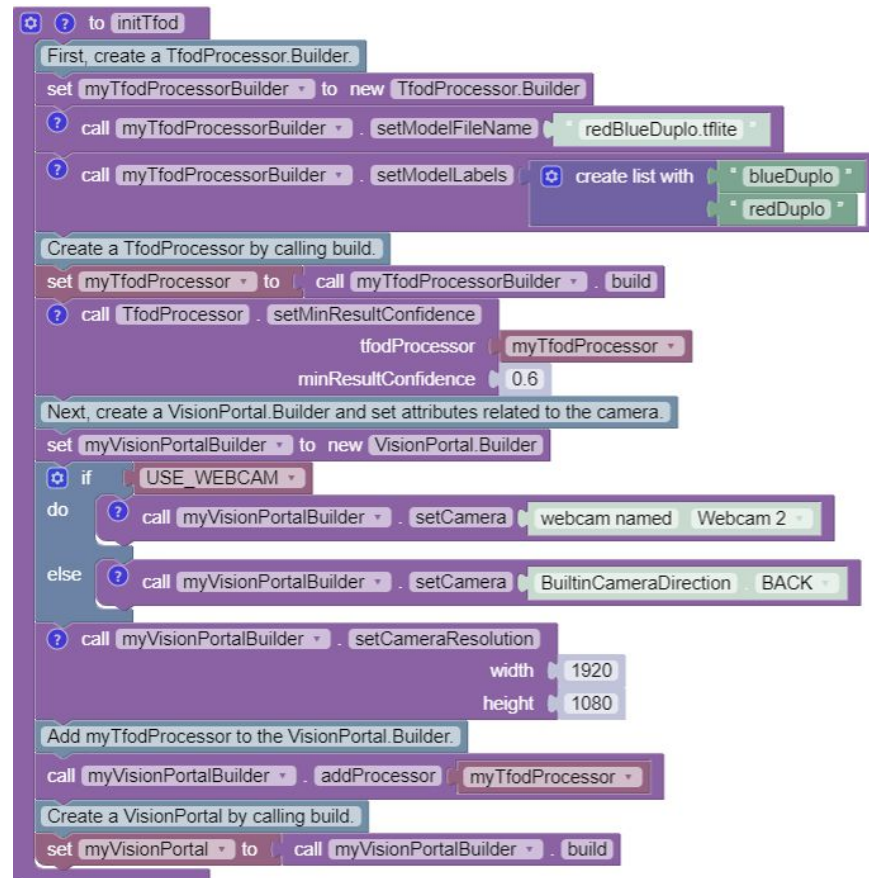 to initTfod
First, create a TfodProcessor.Builder.
set myTfodProcessorBuilder to new TfodProcessor.Builder
call myTfodProcessorBuilder . setModelFileName " redBlueDuplo.tflite "
call myTfodProcessorBuilder . setModelLabels create list with " blueDuplo "
" redDuplo "
Create a TfodProcessor by calling build.
set myTfodProcessor to call myTfodProcessorBuilder . build
call TfodProcessor . setMinResultConfidence
tfodProcessor myTfodProcessor
minResultConfidence 0.6
Next, create a VisionPortal.Builder and set attributes related to the camera.
set myVisionPortalBuilder to new VisionPortal.Builder
if USE_WEBCAM
do call myVisionPortalBuilder . setCamera webcam named Webcam 2
else call myVisionPortalBuilder . setCamera BuiltinCameraDirection . BACK
call myVisionPortalBuilder . setCameraResolution
width 1920
height 1080
Add myTfodProcessor to the VisionPortal.Builder.
call myVisionPortalBuilder . addProcessor myTfodProcessor
Create a VisionPortal by calling build.
set myVisionPortal to call myVisionPortalBuilder . build